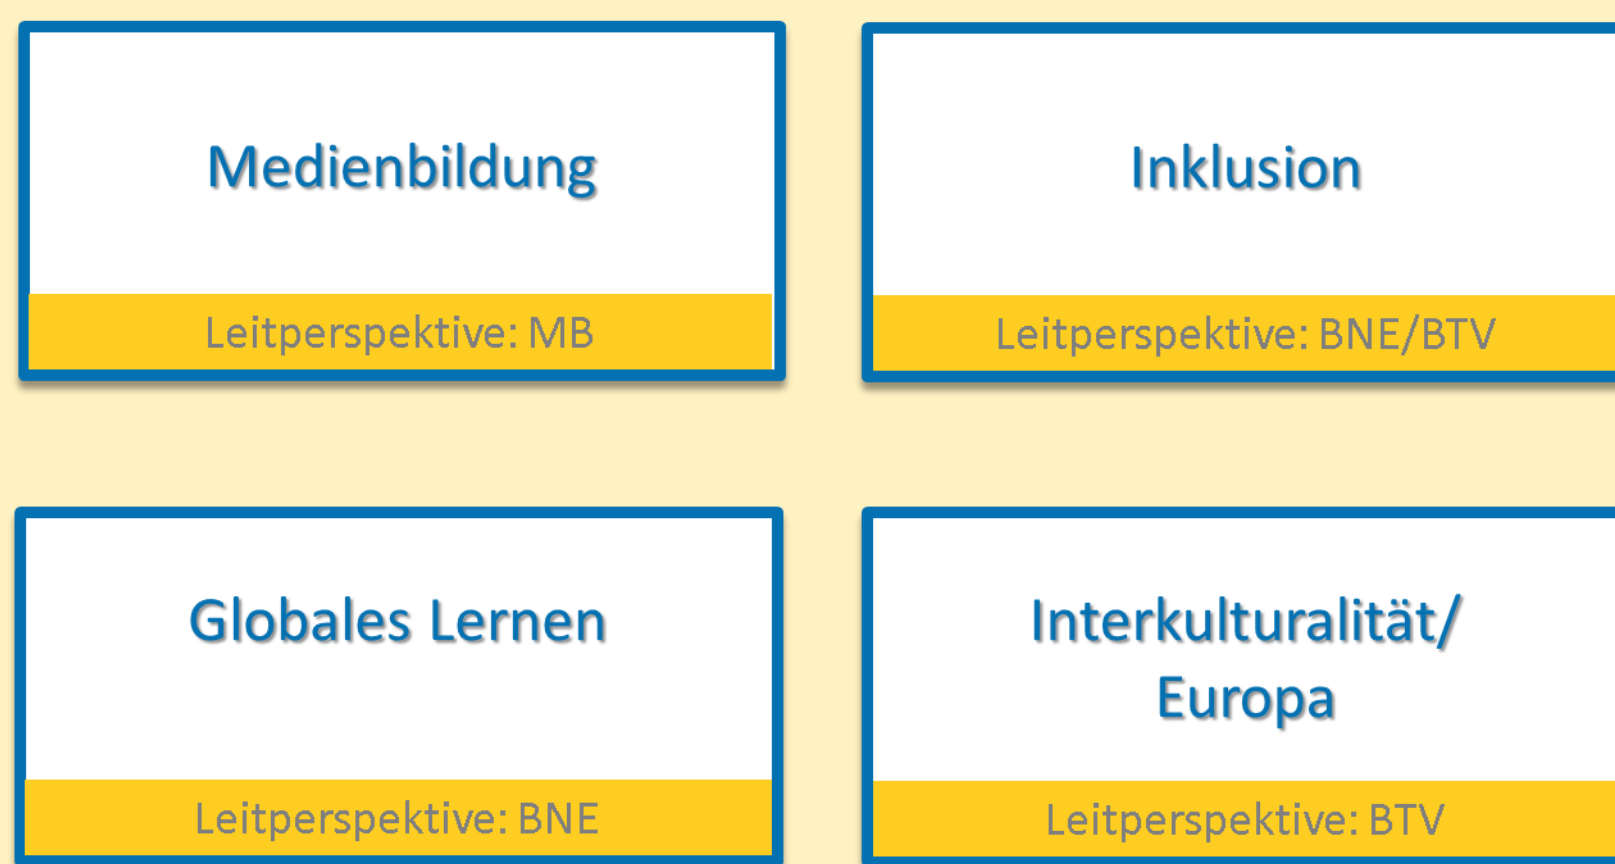 Medienbildung
Leitperspektive: MB
Inklusion
Leitperspektive: BNE/BTV
Globales Lernen
Leitperspektive: BNE
Interkulturalität/
Europa
Leitperspektive: BTV